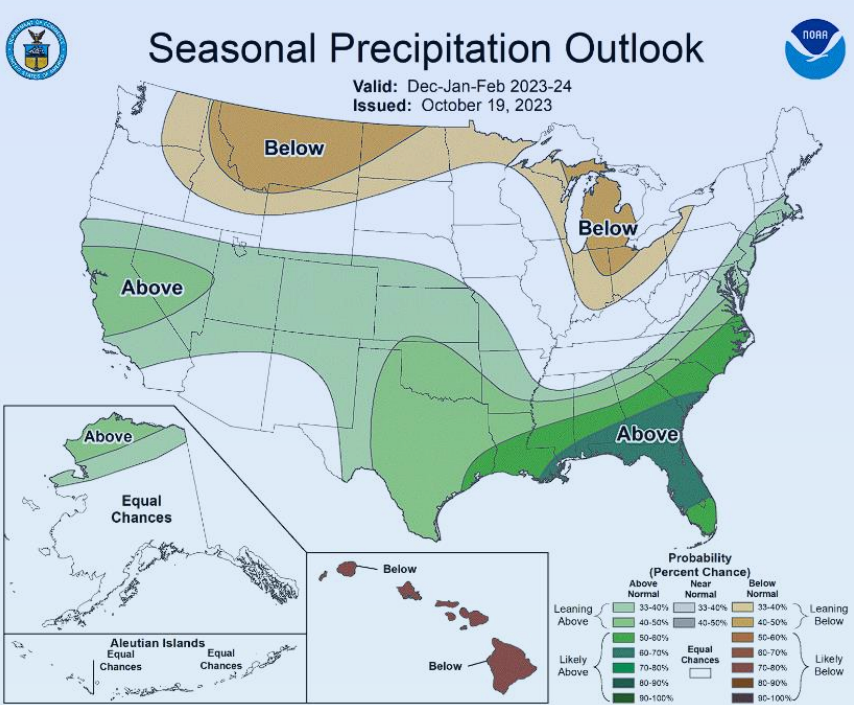 NOAA
Seasonal Precipitation Outlook
Valid: Dec-Jan-Feb 2023-24
Issued: October 19, 2023
Below
Below
Above
Above
Above
Equal
Chances
Aleutian Islands
Equal
Chances
Equal
Chances
Below
Below
Probability
(Percent Chance)
Above
Normal
Near
Normal
Below
Normal
Leaning
Above
33-40%
40-50%
33-40%
40-50%
33-40%
40-50%
Leaning
Below
Likely
Above
50-60%
60-70%
70-80%
80-90%
90-100%
Equal
Chances
50-60%
60-70%
70-80%
80-90%
90-100%
Likely
Below